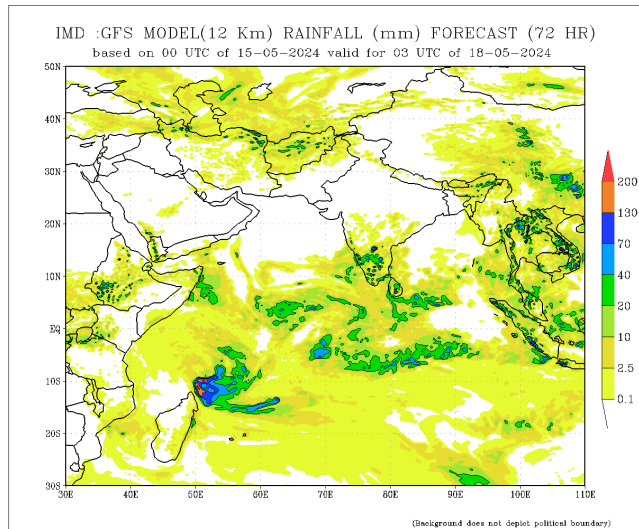 IMD :GFS MODEL(12 Km) RAINFALL (mm) FORECAST (72 HR)
based on 00 UTC of 15-05-2024 valid for 03 UTC of 18-05-2024
50N
40N
30N
20N
10N
EQ
10S
20S
30S
30E 40E 50E 60E 70E 80E 90E 100E 110E
200
130
70
40
20
10
2.5
0.1
(Background does not depict political boundary)